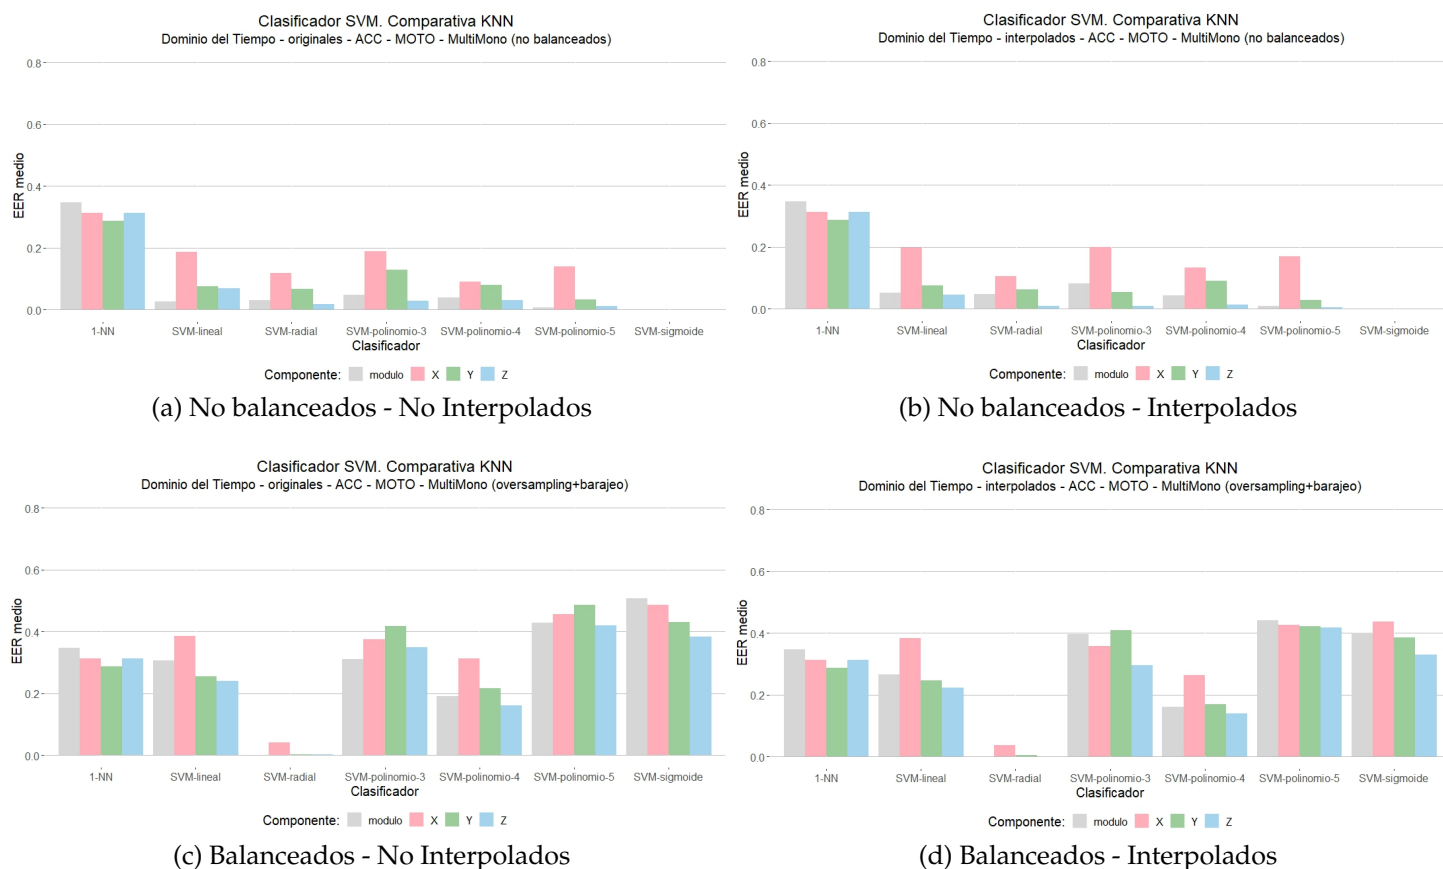 Clasificador SVM. Comparativa KNN
Dominio del Tiempo - originales - ACC - MOTO - MultiMono (no balanceados)
0.8
0.6
0.4
0.2
0.0
EER medio
1-NN SVM-lineal SVM-radial SVM-polinomio-3 SVM-polinomio-4 SVM-polinomio-5 SVM-sigmoide
Clasificador
Componente: modulo X Y Z
(a) No balanceados - No Interpolados
Clasificador SVM. Comparativa KNN
Dominio del Tiempo - interpolados - ACC - MOTO - MultiMono (no balanceados)
0.8
0.6
0.4
0.2
0.0
EER medio
1-NN SVM-lineal SVM-radial SVM-polinomio-3 SVM-polinomio-4 SVM-polinomio-5 SVM-sigmoide
Clasificador
Componente: modulo X Y Z
(b) No balanceados - Interpolados
Clasificador SVM. Comparativa KNN
Dominio del Tiempo - originales - ACC - MOTO - MultiMono (oversampling+barajeo)
0.8
0.6
0.4
0.2
0.0
EER medio
1-NN SVM-lineal SVM-radial SVM-polinomio-3 SVM-polinomio-4 SVM-polinomio-5 SVM-sigmoide
Clasificador
Componente: modulo X Y Z
(c) Balanceados - No Interpolados
Clasificador SVM. Comparativa KNN
Dominio del Tiempo - interpolados - ACC - MOTO - MultiMono (oversampling+barajeo)
0.8
0.6
0.4
0.2
0.0
EER medio
1-NN SVM-lineal SVM-radial SVM-polinomio-3 SVM-polinomio-4 SVM-polinomio-5 SVM-sigmoide
Clasificador
Componente: modulo X Y Z
(d) Balanceados - Interpolados